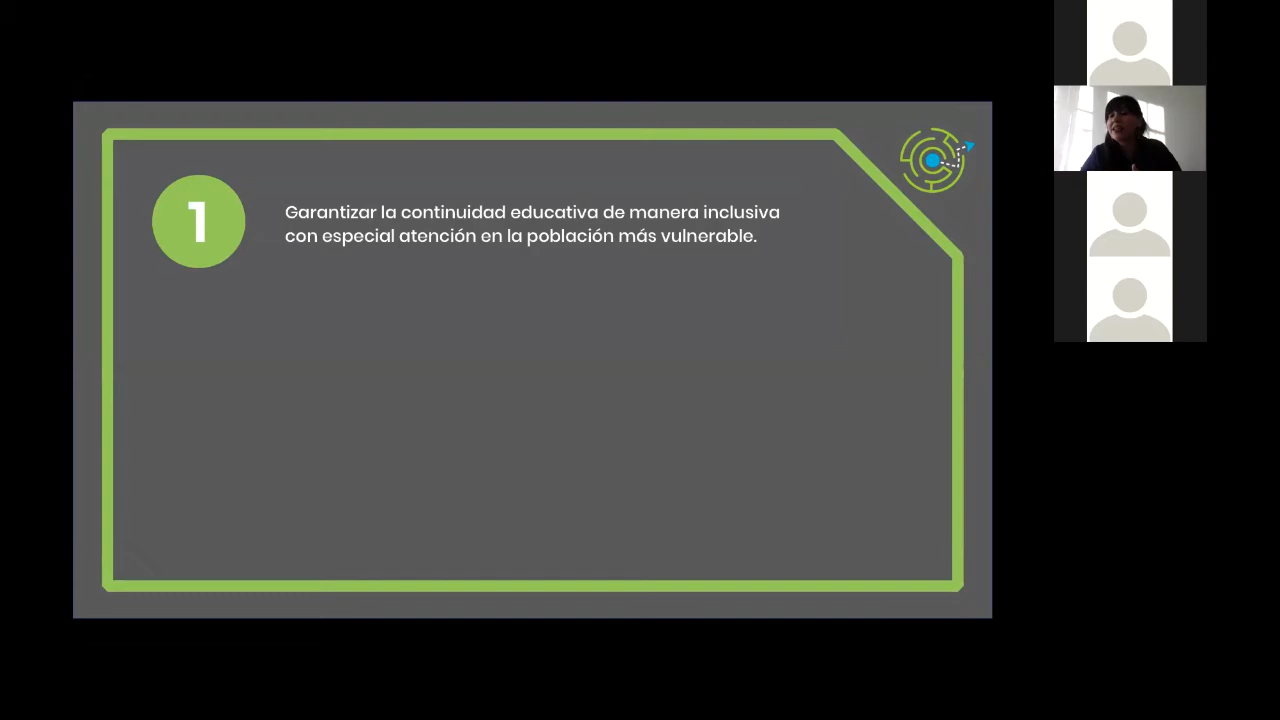 1
Garantizar la continuidad educativa de manera inclusiva
con especial atención en la población más vulnerable.